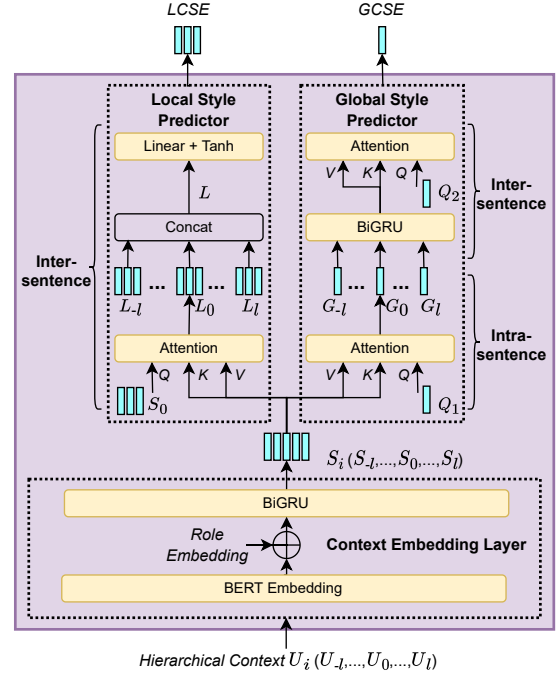 LCSE
GCSE
Local Style
Predictor
Global Style
Predictor
Linear + Tanh
Attention
V K Q
Q₂
L
Inter-
sentence
Concat
BiGRU
Inter-
sentence
... ...
... ...
L₋ₗ L₀ Lₗ
G₋ₗ G₀ Gₗ
Intra-
sentence
Attention
Attention
Q K V
V K Q
S₀
Q₁
Sᵢ (S₋ₗ,...,S₀,...,Sₗ)
BiGRU
Role
Embedding
Context Embedding Layer
BERT Embedding
Hierarchical Context Uᵢ (U₋ₗ,...,U₀,...,Uₗ)